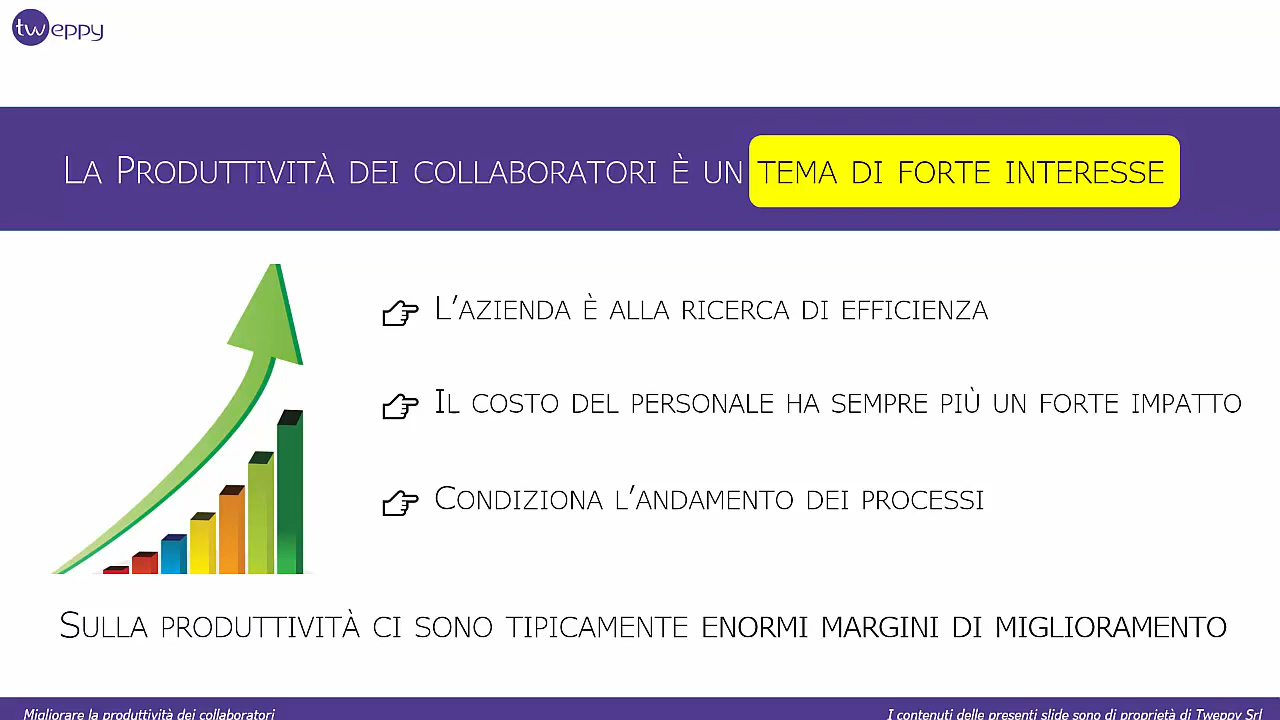 tweppy
La Produttività dei collaboratori è un tema di forte interesse
L'azienda è alla ricerca di efficienza
Il costo del personale ha sempre più un forte impatto
Condiziona l'andamento dei processi
Sulla produttività ci sono tipicamente enormi margini di miglioramento
Migliorare la produttività dei collaboratori
I contenuti delle presenti slide sono di proprietà di Tweppy Srl